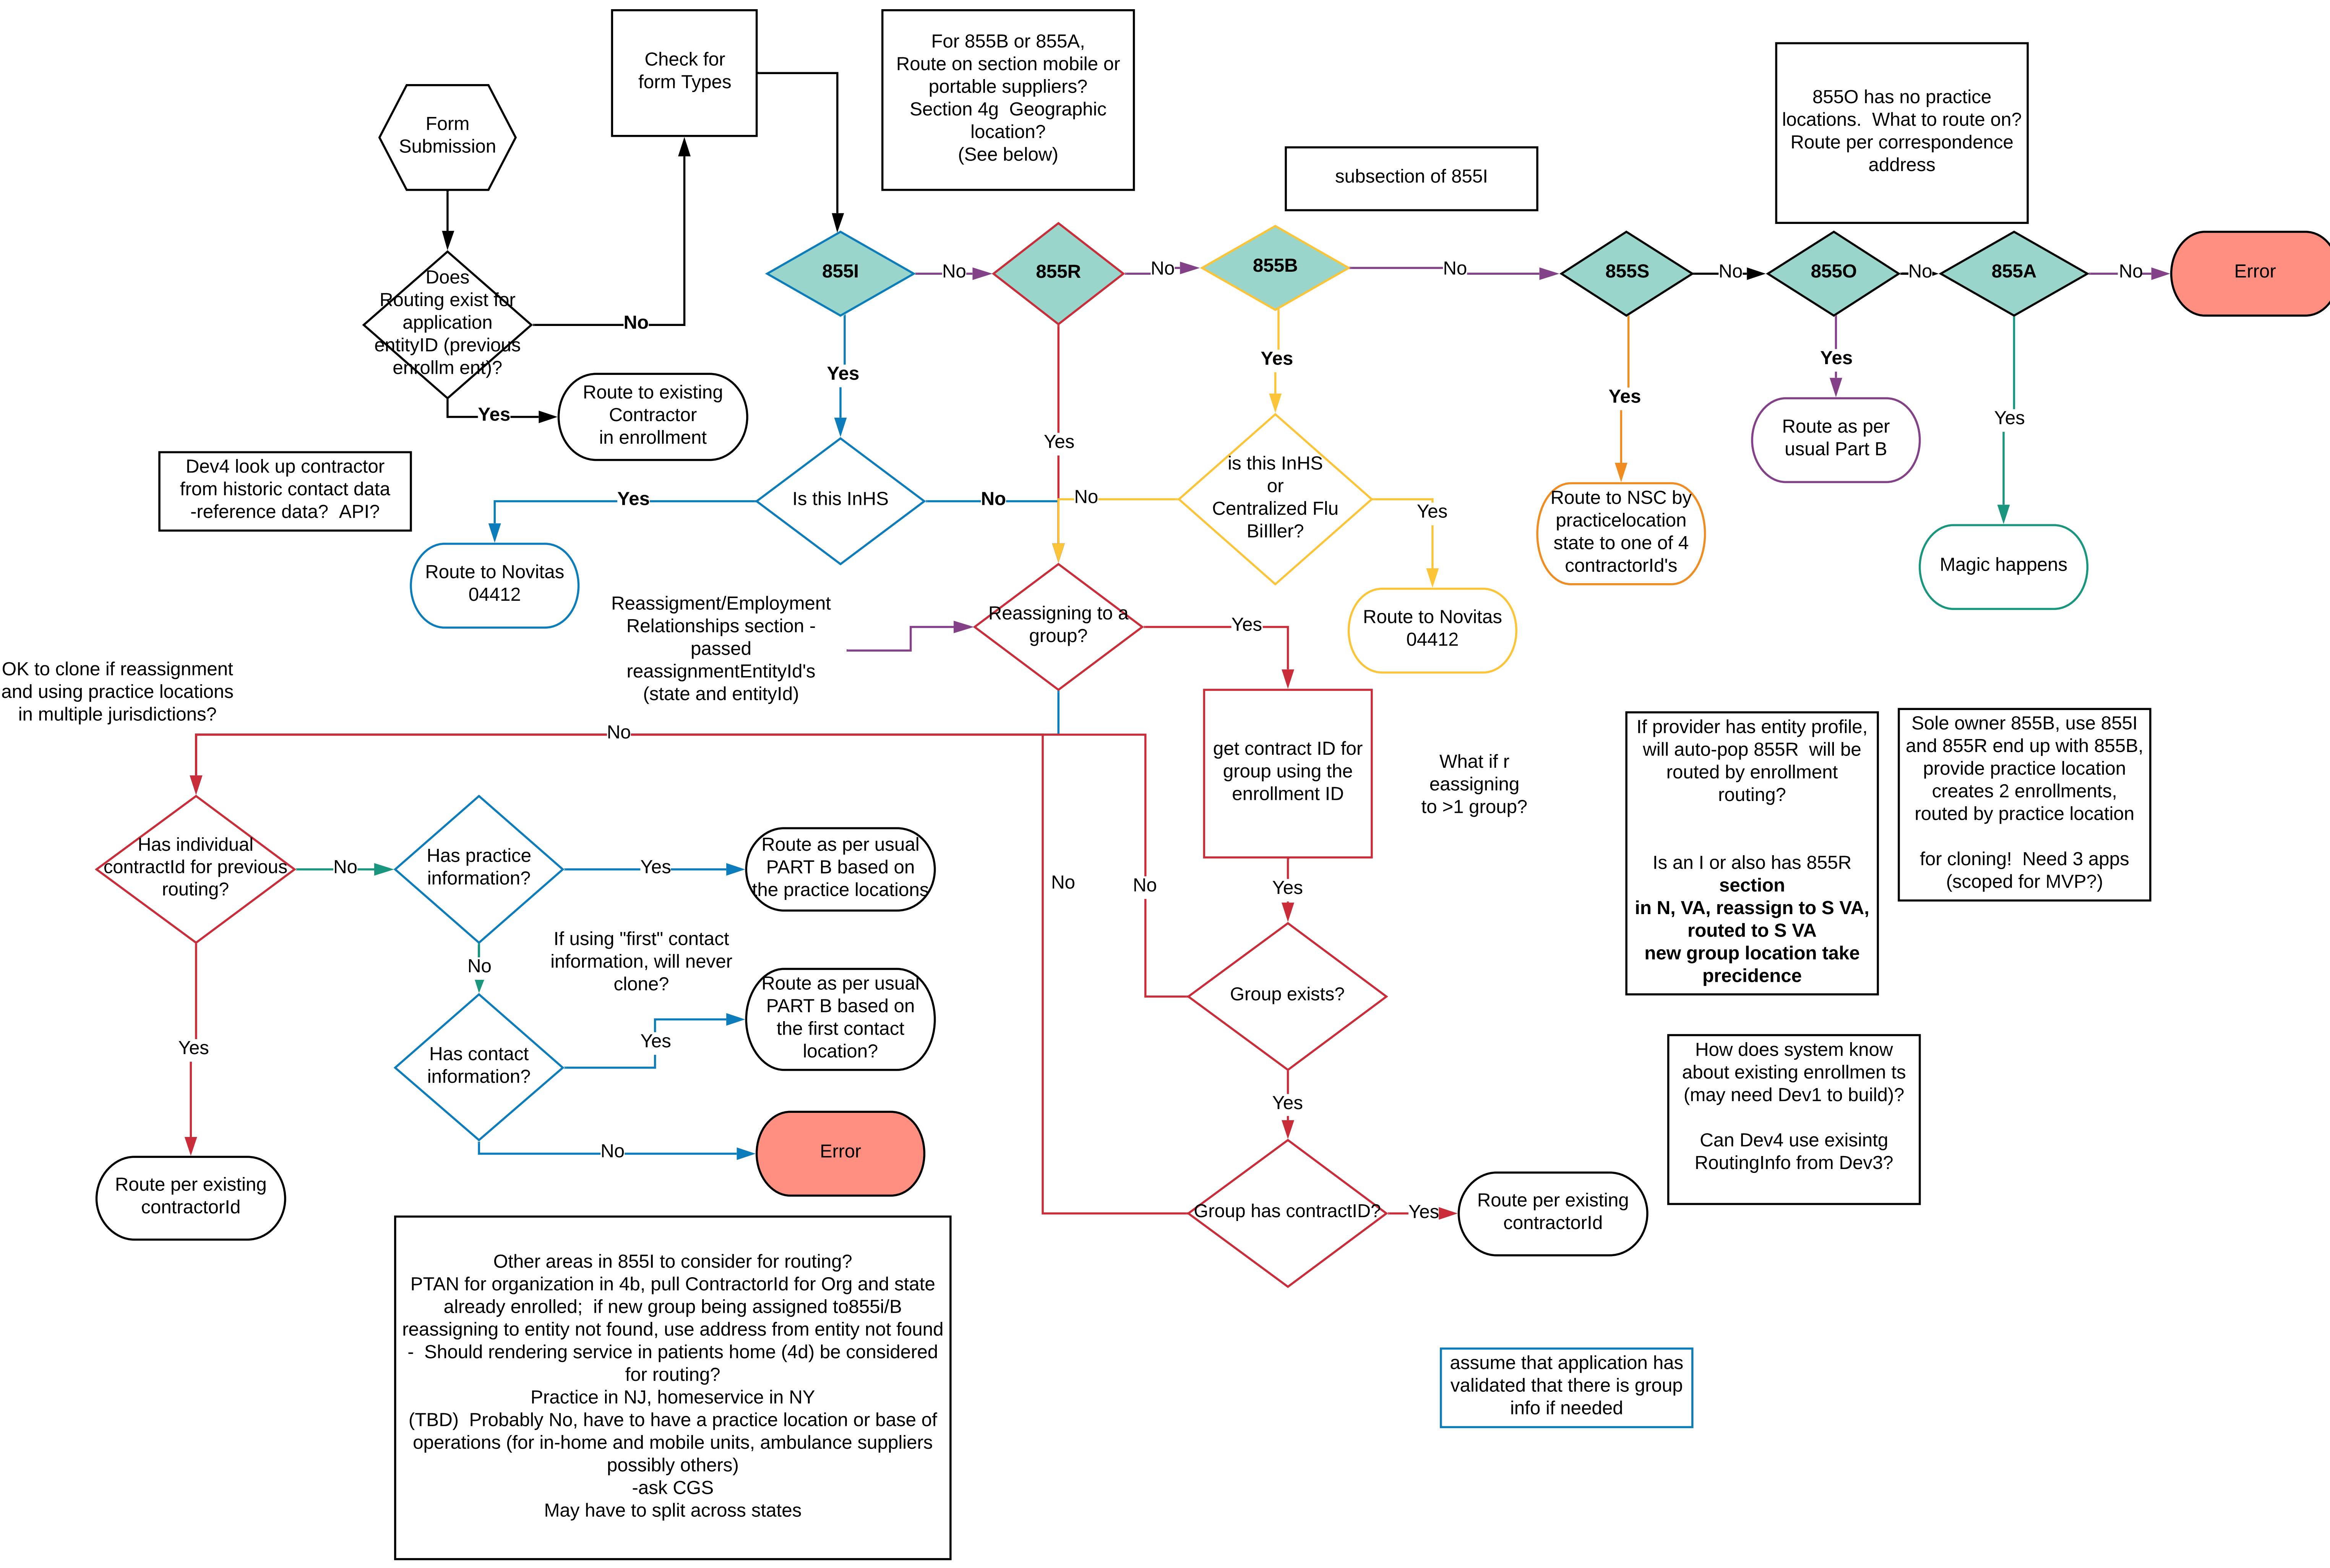 Check for
form Types
For 855B or 855A,
Route on section mobile or
portable suppliers?
Section 4g  Geographic
location?
(See below)
855O has no practice
locations.  What to route on?
Route per correspondence
address
Form
Submission
subsection of 855I
855I
No
855R
No
855B
No
855S
No
855O
No
855A
No
Error
Does
Routing exist for
application
entityID (previous
enrollm ent)?
No
Yes
Route to existing
Contractor
in enrollment
Yes
Yes
Yes
Yes
Yes
Yes
Route as per
usual Part B
Dev4 look up contractor
from historic contact data
-reference data?  API?
Yes
Is this InHS
No
No
is this InHS
or
Centralized Flu
BiIller?
Yes
Route to NSC by
practicelocation
state to one of 4
contractorId's
Magic happens
Route to Novitas
04412
Reassigment/Employment
Relationships section -
passed
reassignmentEntityId's
(state and entityId)
Reassigning to a
group?
Yes
Route to Novitas
04412
OK to clone if reassignment
and using practice locations
in multiple jurisdictions?
No
get contract ID for
group using the
enrollment ID
What if r
eassigning
to >1 group?
If provider has entity profile,
will auto-pop 855R  will be
routed by enrollment
routing?
Is an I or also has 855R
section
in N, VA, reassign to S VA,
routed to S VA
new group location take
precidence
Sole owner 855B, use 855I
and 855R end up with 855B,
provide practice location
creates 2 enrollments,
routed by practice location
for cloning!  Need 3 apps
(scoped for MVP?)
Has individual
contractId for previous
routing?
No
Has practice
information?
Yes
Route as per usual
PART B based on
the practice locations
No
No
Yes
No
If using "first" contact
information, will never
clone?
Route as per usual
PART B based on
the first contact
location?
Group exists?
Yes
Has contact
information?
Yes
How does system know
about existing enrollmen ts
(may need Dev1 to build)?
Can Dev4 use exisintg
RoutingInfo from Dev3?
Yes
No
Error
Route per existing
contractorId
Group has contractID?
Yes
Route per existing
contractorId
Other areas in 855I to consider for routing?
PTAN for organization in 4b, pull ContractorId for Org and state
already enrolled;  if new group being assigned to855i/B
reassigning to entity not found, use address from entity not found
-  Should rendering service in patients home (4d) be considered
for routing?
Practice in NJ, homeservice in NY
(TBD)  Probably No, have to have a practice location or base of
operations (for in-home and mobile units, ambulance suppliers
possibly others)
-ask CGS
May have to split across states
assume that application has
validated that there is group
info if needed